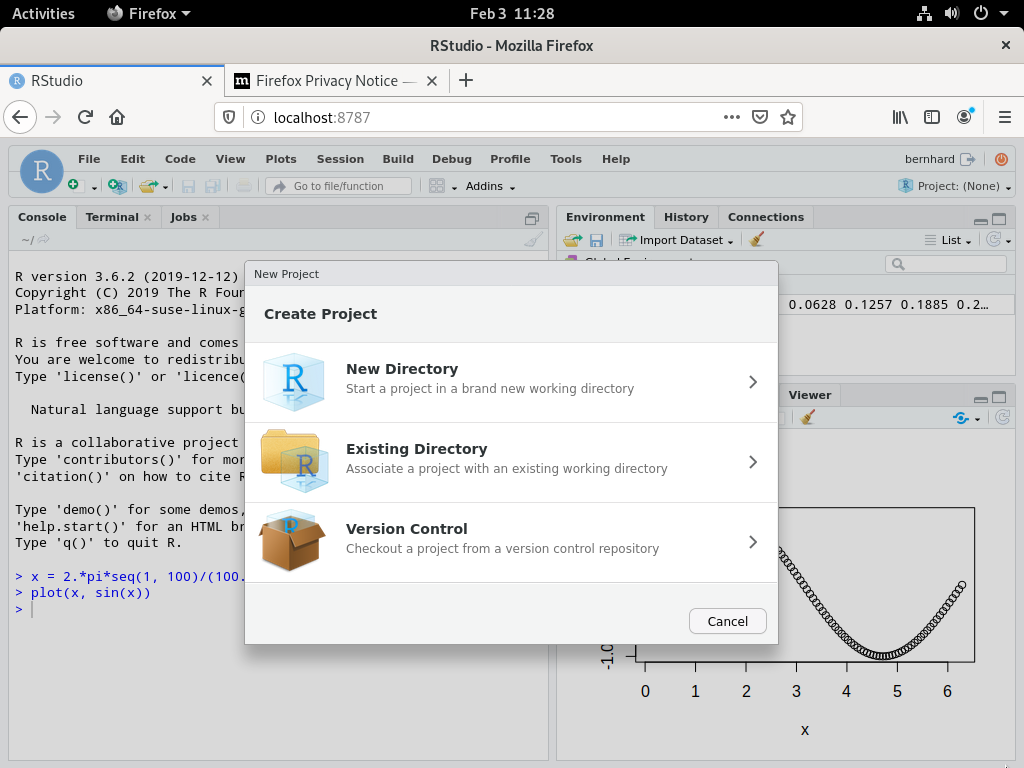 Activities
Firefox
Feb 3 11:28
RStudio - Mozilla Firefox
RStudio
Firefox Privacy Notice —
localhost:8787
File Edit Code View Plots Session Build Debug Profile Tools Help
bernhard
Go to file/function
Addins
Project: (None)
Console Terminal Jobs
~/
R version 3.6.2 (2019-12-12)
Copyright (C) 2019 The R Foun
Platform: x86_64-suse-linux-g
R is free software and comes
You are welcome to redistribu
Type 'license()' or 'licence(
Natural language support bu
R is a collaborative project
Type 'contributors()' for mor
'citation()' on how to cite R
Type 'demo()' for some demos,
'help.start()' for an HTML br
Type 'q()' to quit R.
> x = 2.*pi*seq(1, 100)/(100.
> plot(x, sin(x))
>
Environment History Connections
Import Dataset
List
0.0628 0.1257 0.1885 0.2…
Viewer
-1.0
0 1 2 3 4 5 6
x
New Project
Create Project
New Directory
Start a project in a brand new working directory
Existing Directory
Associate a project with an existing working directory
Version Control
Checkout a project from a version control repository
Cancel